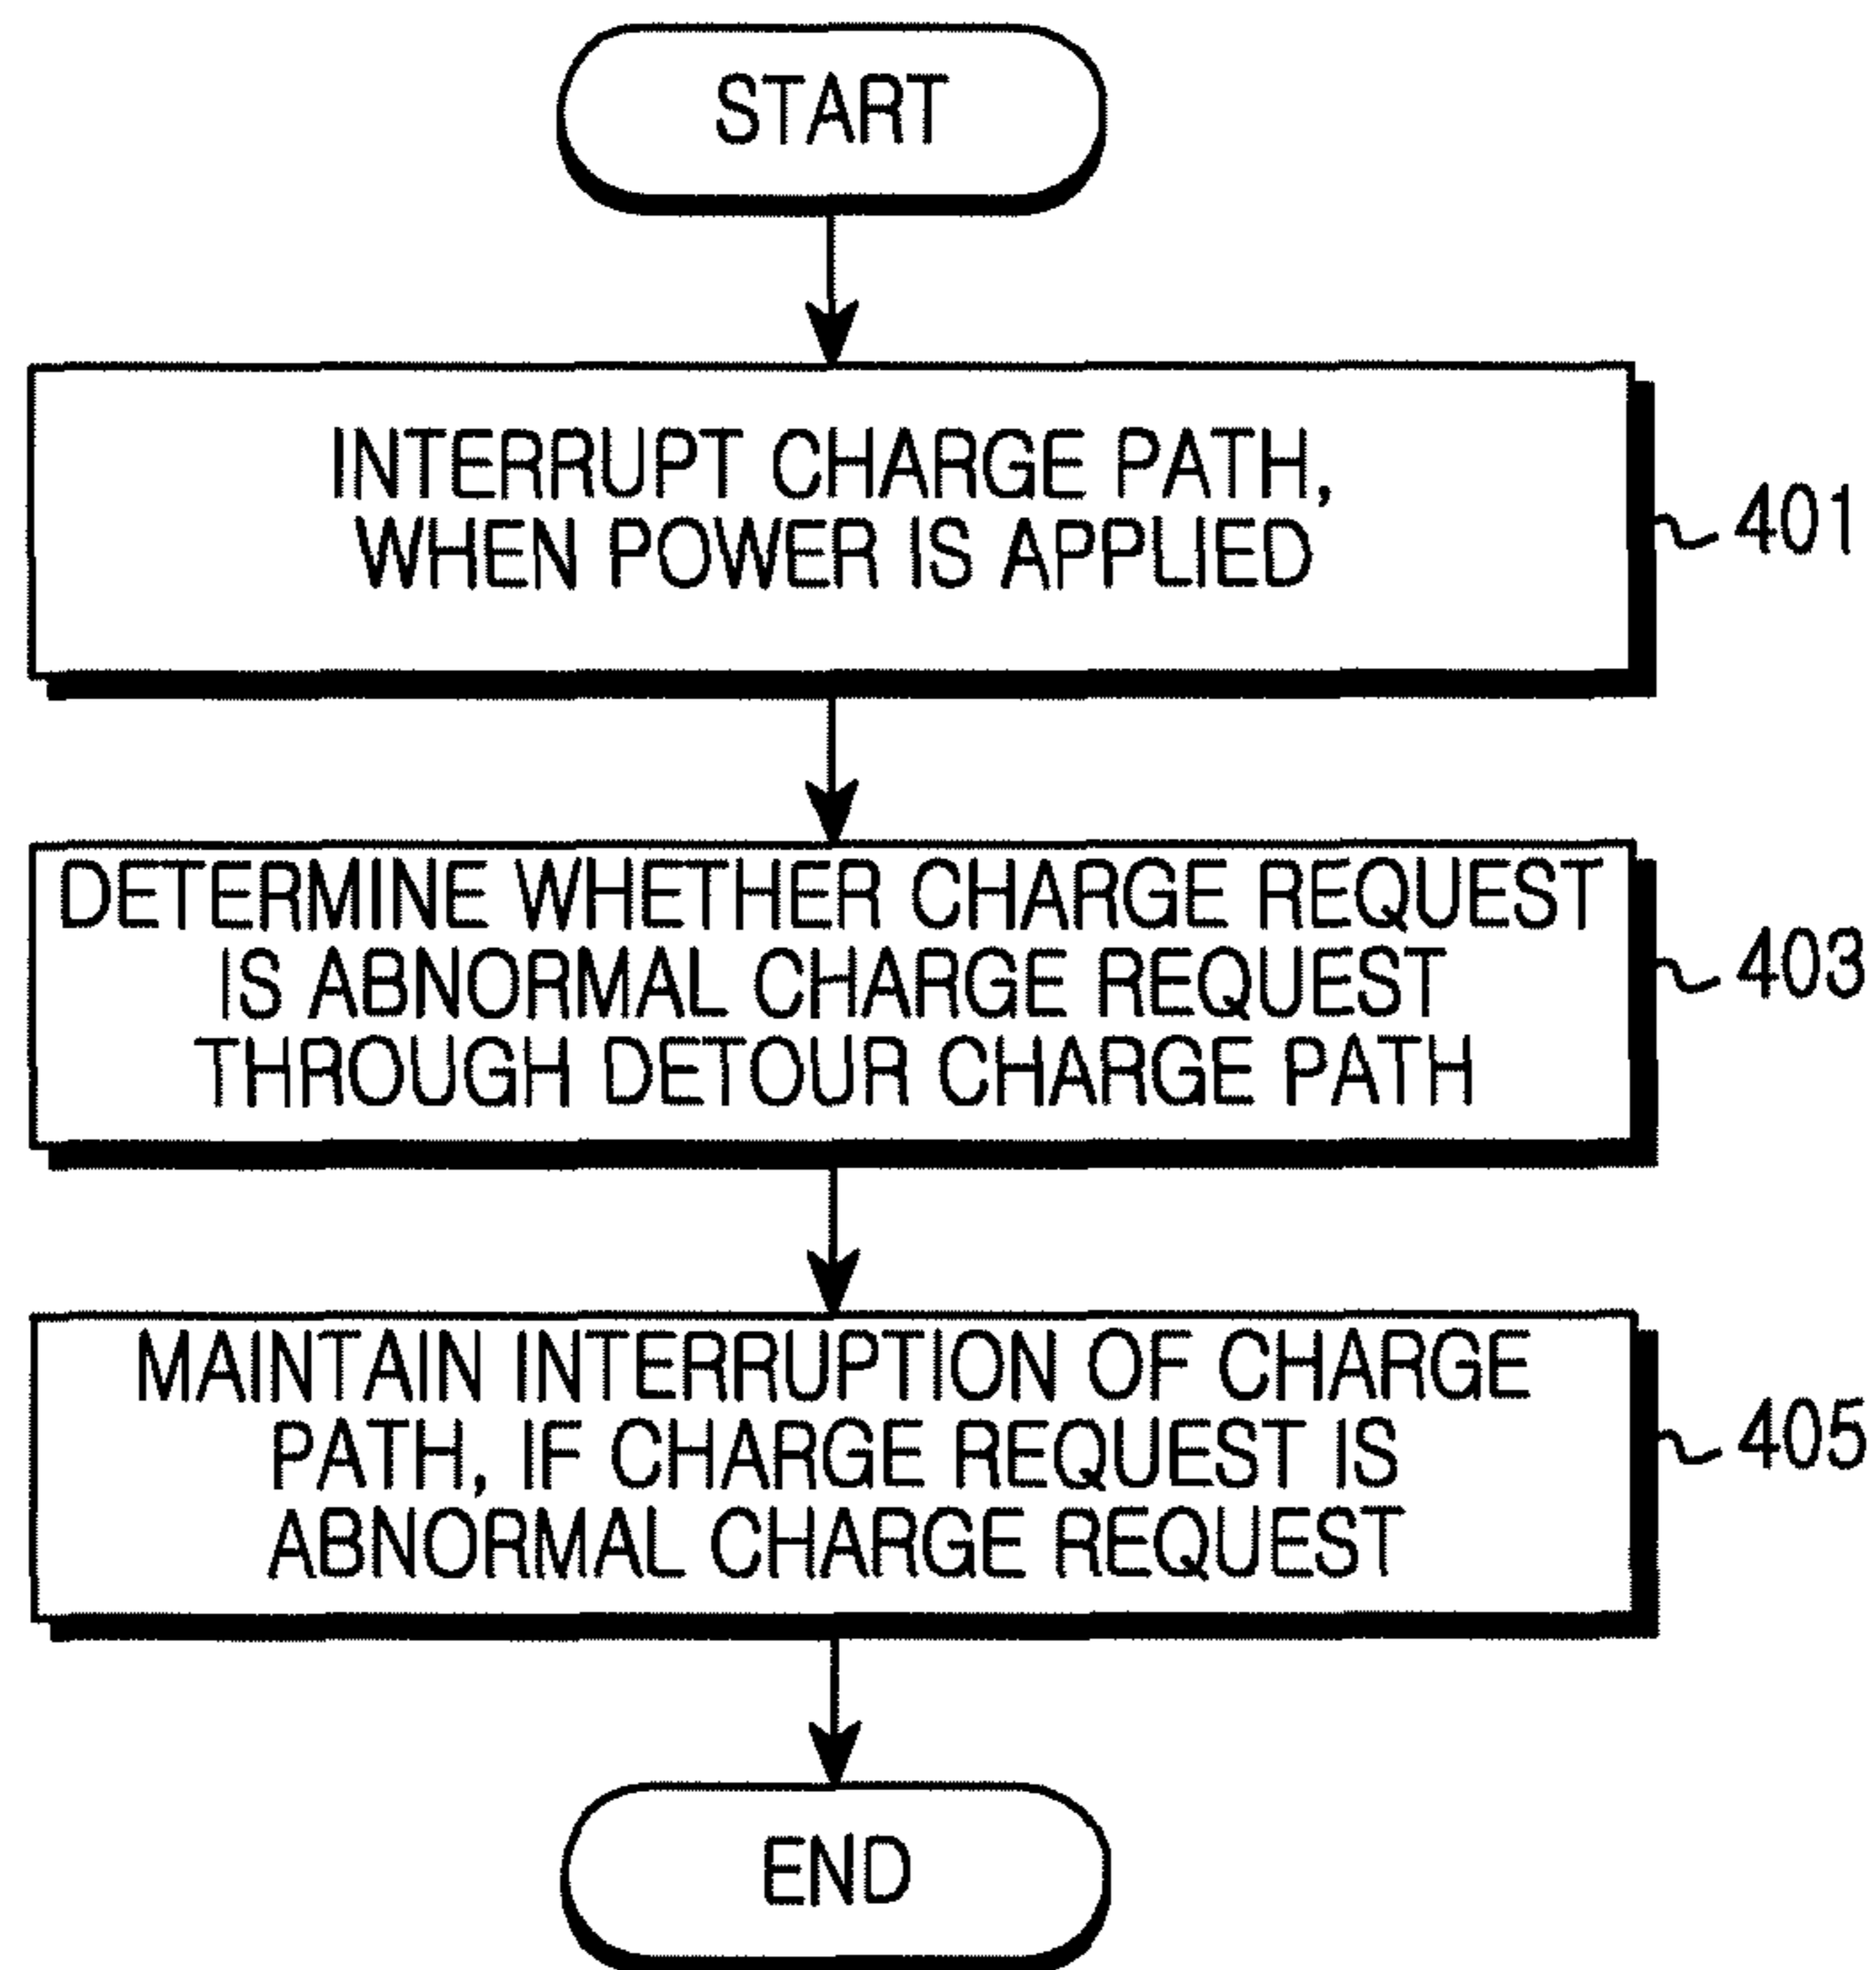 START
INTERRUPT CHARGE PATH,
WHEN POWER IS APPLIED
401
DETERMINE WHETHER CHARGE REQUEST
IS ABNORMAL CHARGE REQUEST
THROUGH DETOUR CHARGE PATH
403
MAINTAIN INTERRUPTION OF CHARGE
PATH, IF CHARGE REQUEST IS
ABNORMAL CHARGE REQUEST
405
END